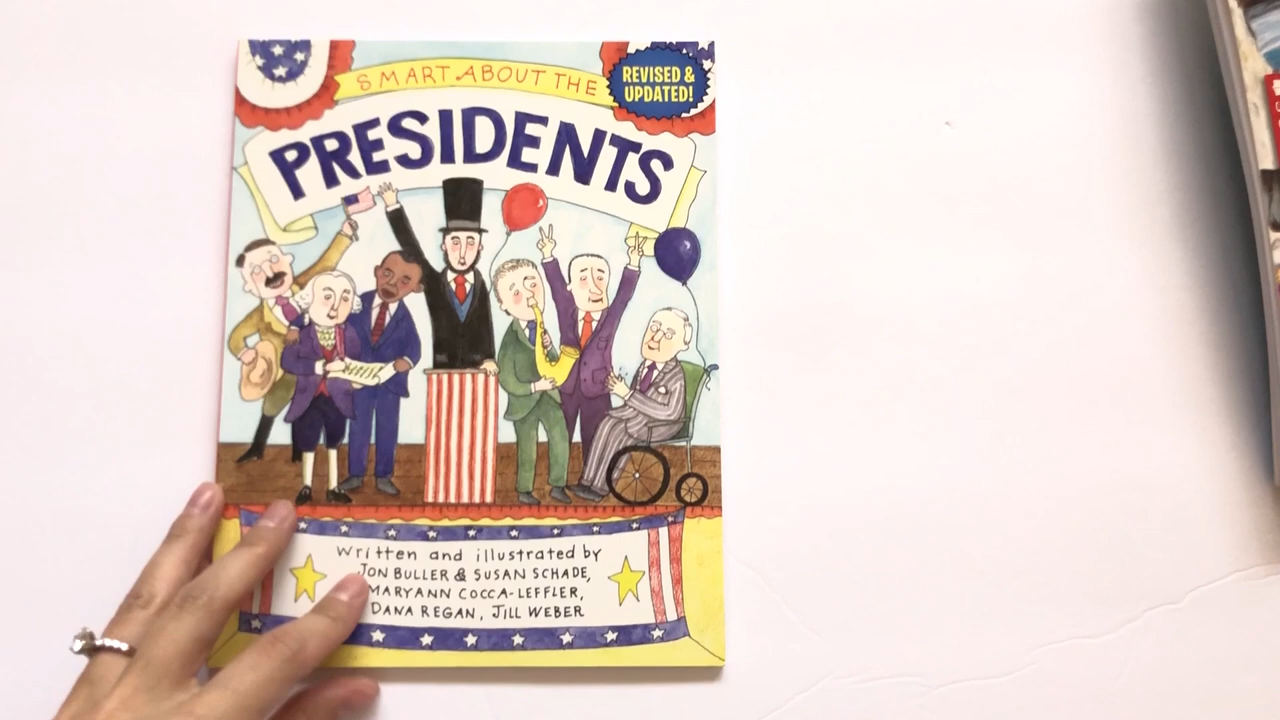 SMART ABOUT THE
REVISED &
UPDATED!
PRESIDENTS
Written and illustrated by
JON BULLER & SUSAN SCHADE,
MARYANN COCCA-LEFFLER,
DANA REGAN, JILL WEBER